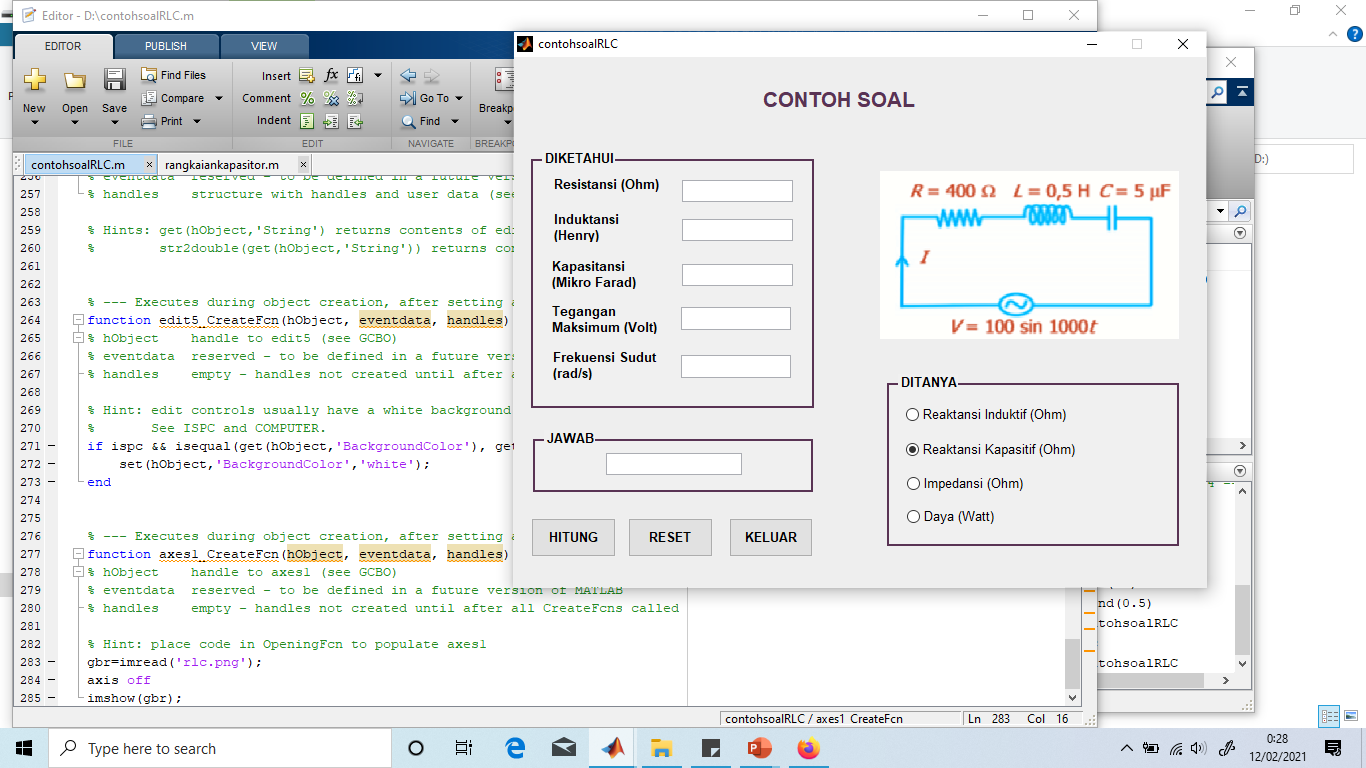 Editor - D:\contohsoalRLC.m
EDITOR
PUBLISH
VIEW
New
Open
Save
Find Files
Compare
Print
Insert
Comment
Indent
Go To
Find
FILE
EDIT
NAVIGATE
contohsoalRLC.m
rangkaiankapasitor.m
256 % eventdata reserved - to be defined in a future ver
257 % handles structure with handles and user data (see
258
259 % Hints: get(hObject,'String') returns contents of edi
260 % str2double(get(hObject,'String')) returns con
261
262
263 % --- Executes during object creation, after setting a
264 function edit5_CreateFcn(hObject, eventdata, handles)
265 % hObject handle to edit5 (see GCBO)
266 % eventdata reserved - to be defined in a future vers
267 % handles empty - handles not created until after a
268
269 % Hint: edit controls usually have a white background
270 % See ISPC and COMPUTER.
271 if ispc && isequal(get(hObject,'BackgroundColor'), get
272 set(hObject,'BackgroundColor','white');
273 end
274
275
276 % --- Executes during object creation, after setting a
277 function axes1_CreateFcn(hObject, eventdata, handles)
278 % hObject handle to axes1 (see GCBO)
279 % eventdata reserved - to be defined in a future version of MATLAB
280 % handles empty - handles not created until after all CreateFcns called
281
282 % Hint: place code in OpeningFcn to populate axes1
283 gbr=imread('rlc.png');
284 axis off
285 imshow(gbr);
contohsoalRLC / axes1_CreateFcn
Ln 283 Col 16
contohsoalRLC
CONTOH SOAL
DIKETAHUI
Resistansi (Ohm)
Induktansi
(Henry)
Kapasitansi
(Mikro Farad)
Tegangan
Maksimum (Volt)
Frekuensi Sudut
(rad/s)
JAWAB
HITUNG
RESET
KELUAR
R = 400 Ω L = 0,5 H C = 5 μF
I
V = 100 sin 1000t
DITANYA
Reaktansi Induktif (Ohm)
Reaktansi Kapasitif (Ohm)
Impedansi (Ohm)
Daya (Watt)
D:)
nd(0.5)
tohsoalRLC
tohsoalRLC
Type here to search
0:28
12/02/2021